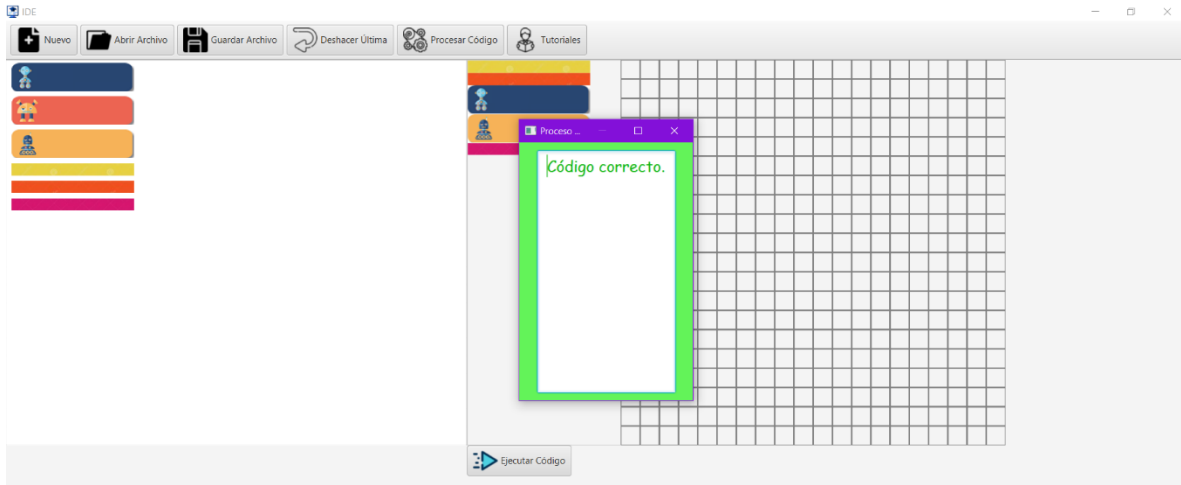 IDE
Nuevo
Abrir Archivo
Guardar Archivo
Deshacer Última
Procesar Código
Tutoriales
Proceso ...
Código correcto.
Ejecutar Código